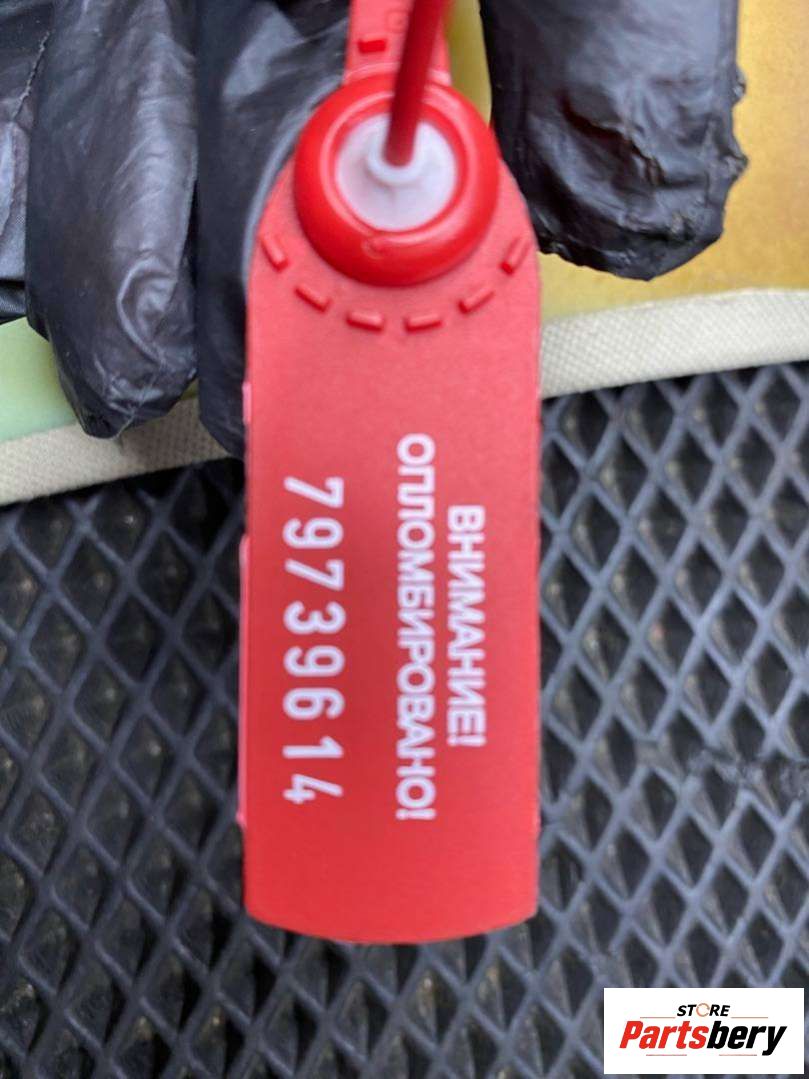 ВНИМАНИЕ!
ОПЛОМБИРОВАНО!
79739614
STORE
Partsbery